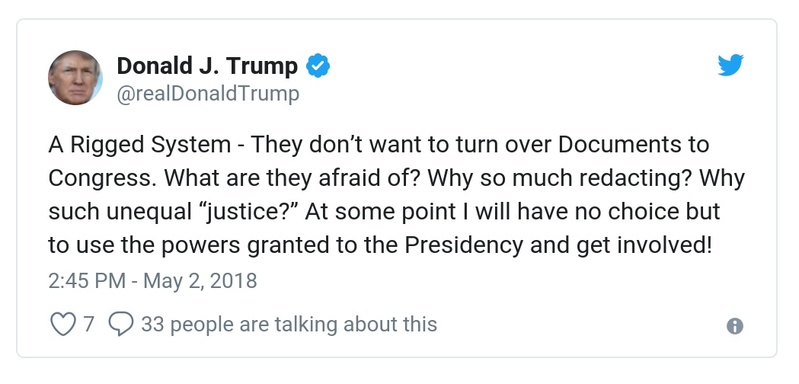 Donald J. Trump
@realDonaldTrump
A Rigged System - They don’t want to turn over Documents to
Congress. What are they afraid of? Why so much redacting? Why
such unequal “justice?” At some point I will have no choice but
to use the powers granted to the Presidency and get involved!
2:45 PM - May 2, 2018
7 33 people are talking about this